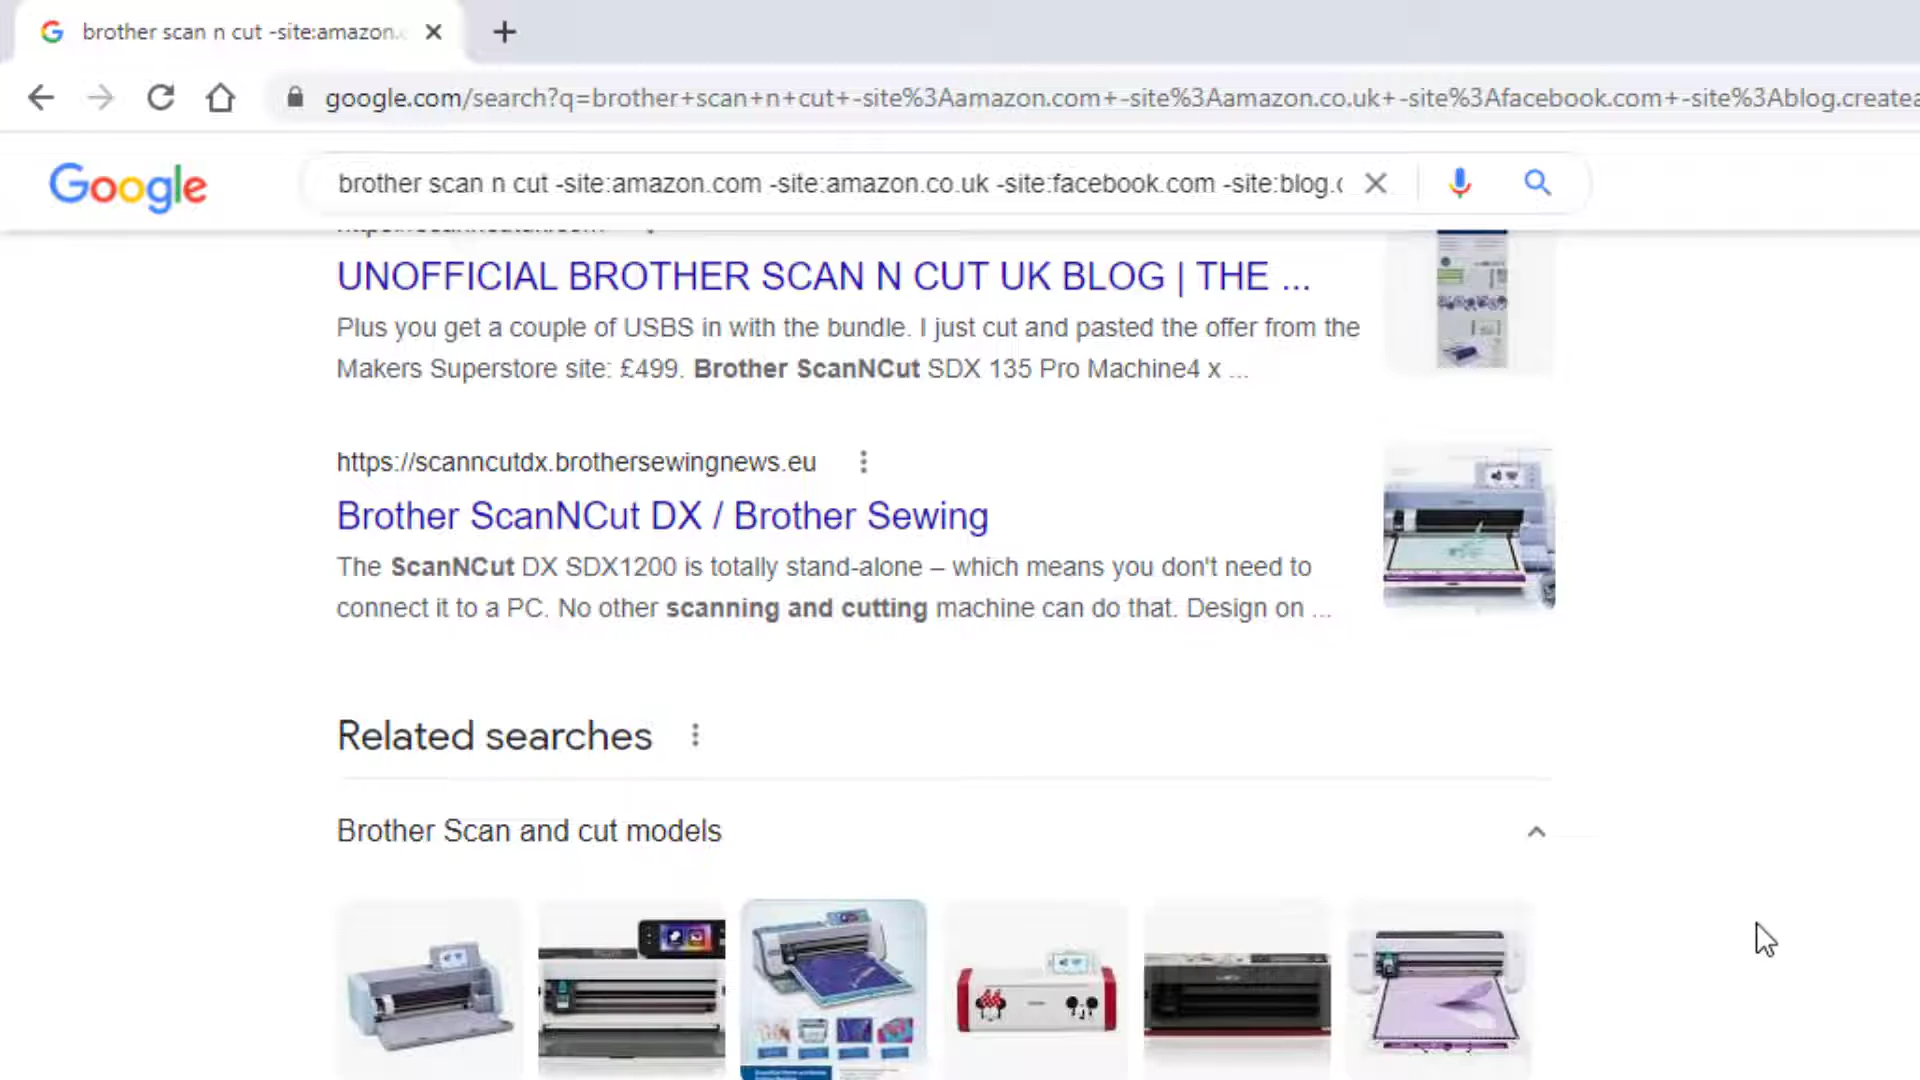 brother scan n cut -site:amazon.
google.com/search?q=brother+scan+n+cut+-site%3Aamazon.com+-site%3Aamazon.co.uk+-site%3Afacebook.com+-site%3Ablog.createa
Google
brother scan n cut -site:amazon.com -site:amazon.co.uk -site:facebook.com -site:blog.c
UNOFFICIAL BROTHER SCAN N CUT UK BLOG | THE ...
Plus you get a couple of USBS in with the bundle. I just cut and pasted the offer from the
Makers Superstore site: £499. Brother ScanNCut SDX 135 Pro Machine4 x ...
https://scanncutdx.brothersewingnews.eu
Brother ScanNCut DX / Brother Sewing
The ScanNCut DX SDX1200 is totally stand-alone – which means you don't need to
connect it to a PC. No other scanning and cutting machine can do that. Design on ...
Related searches
Brother Scan and cut models